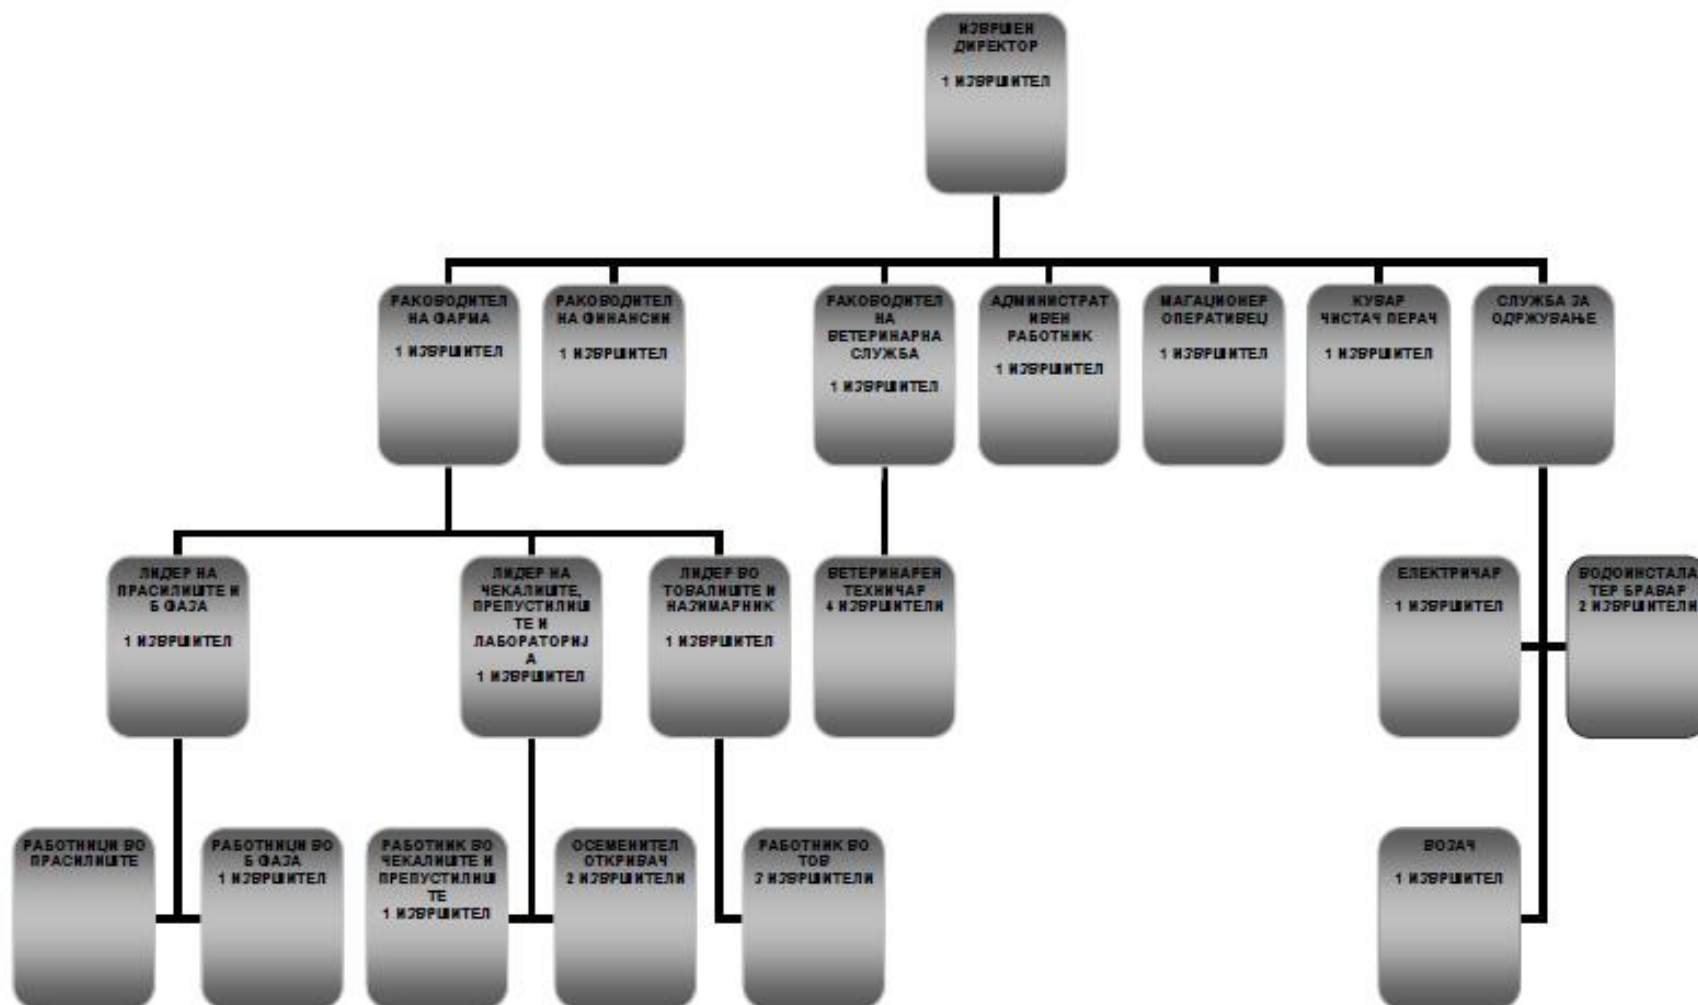 ИЗВРШЕН
ДИРЕКТОР
1 ИЗВРШИТЕЛ
РАКОВОДИТЕЛ
НА ФАРМА
1 ИЗВРШИТЕЛ
РАКОВОДИТЕЛ
НА ФИНАНСИИ
1 ИЗВРШИТЕЛ
РАКОВОДИТЕЛ
НА
ВЕТЕРИНАРНА
СЛУЖБА
1 ИЗВРШИТЕЛ
АДМИНИСТРАТ
ИВЕН
РАБОТНИК
1 ИЗВРШИТЕЛ
МАГАЦИОНЕР
ОПЕРАТИВЕЦ
1 ИЗВРШИТЕЛ
КУВАР
ЧИСТАЧ ПЕРАЧ
1 ИЗВРШИТЕЛ
СЛУЖБА ЗА
ОДРЖУВАЊЕ
ЛИДЕР НА
ПРАСИЛИШТЕ И
Б ФАЗА
1 ИЗВРШИТЕЛ
ЛИДЕР НА
ЧЕКАЛИШТЕ,
ПРЕПУСТИЛИШ
ТЕ И
ЛАБОРАТОРИЈ
А
1 ИЗВРШИТЕЛ
ЛИДЕР ВО
ТОВАЛИШТЕ И
НАЗИМАРНИК
1 ИЗВРШИТЕЛ
ВЕТЕРИНАРЕН
ТЕХНИЧАР
4 ИЗВРШИТЕЛИ
ЕЛЕКТРИЧАР
1 ИЗВРШИТЕЛ
ВОДОИНСТАЛА
ТЕР БРАВАР
2 ИЗВРШИТЕЛИ
РАБОТНИЦИ ВО
ПРАСИЛИШТЕ
РАБОТНИЦИ ВО
Б ФАЗА
1 ИЗВРШИТЕЛ
РАБОТНИК ВО
ЧЕКАЛИШТЕ И
ПРЕПУСТИЛИШ
ТЕ
1 ИЗВРШИТЕЛ
ОСЕМЕНИТЕЛ
ОТКРИВАЧ
2 ИЗВРШИТЕЛИ
РАБОТНИК ВО
ТОВ
3 ИЗВРШИТЕЛИ
ВОЗАЧ
1 ИЗВРШИТЕЛ